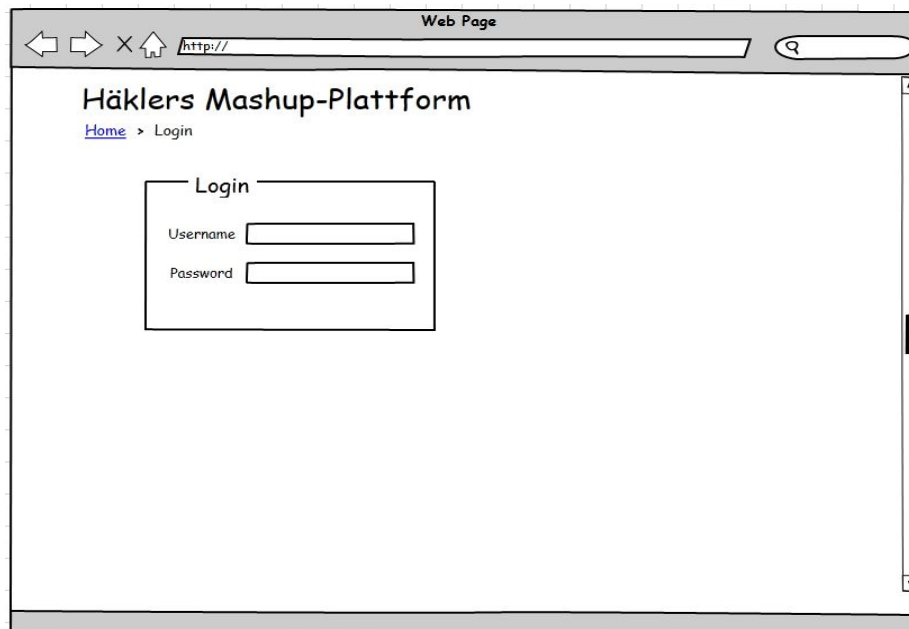 Web Page
http://
Häklers Mashup-Plattform
Home > Login
Login
Username
Password